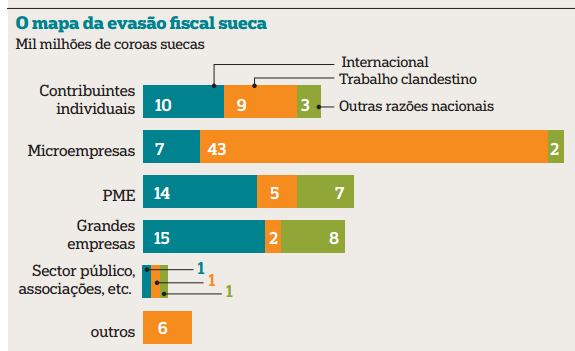 O mapa da evasão fiscal sueca
Mil milhões de coroas suecas
Internacional
Trabalho clandestino
Outras razões nacionais
Contribuintes
individuais
10 9 3
Microempresas
7 43 2
PME
14 5 7
Grandes
empresas
15 2 8
Sector público,
associações, etc.
1
1
1
outros
6